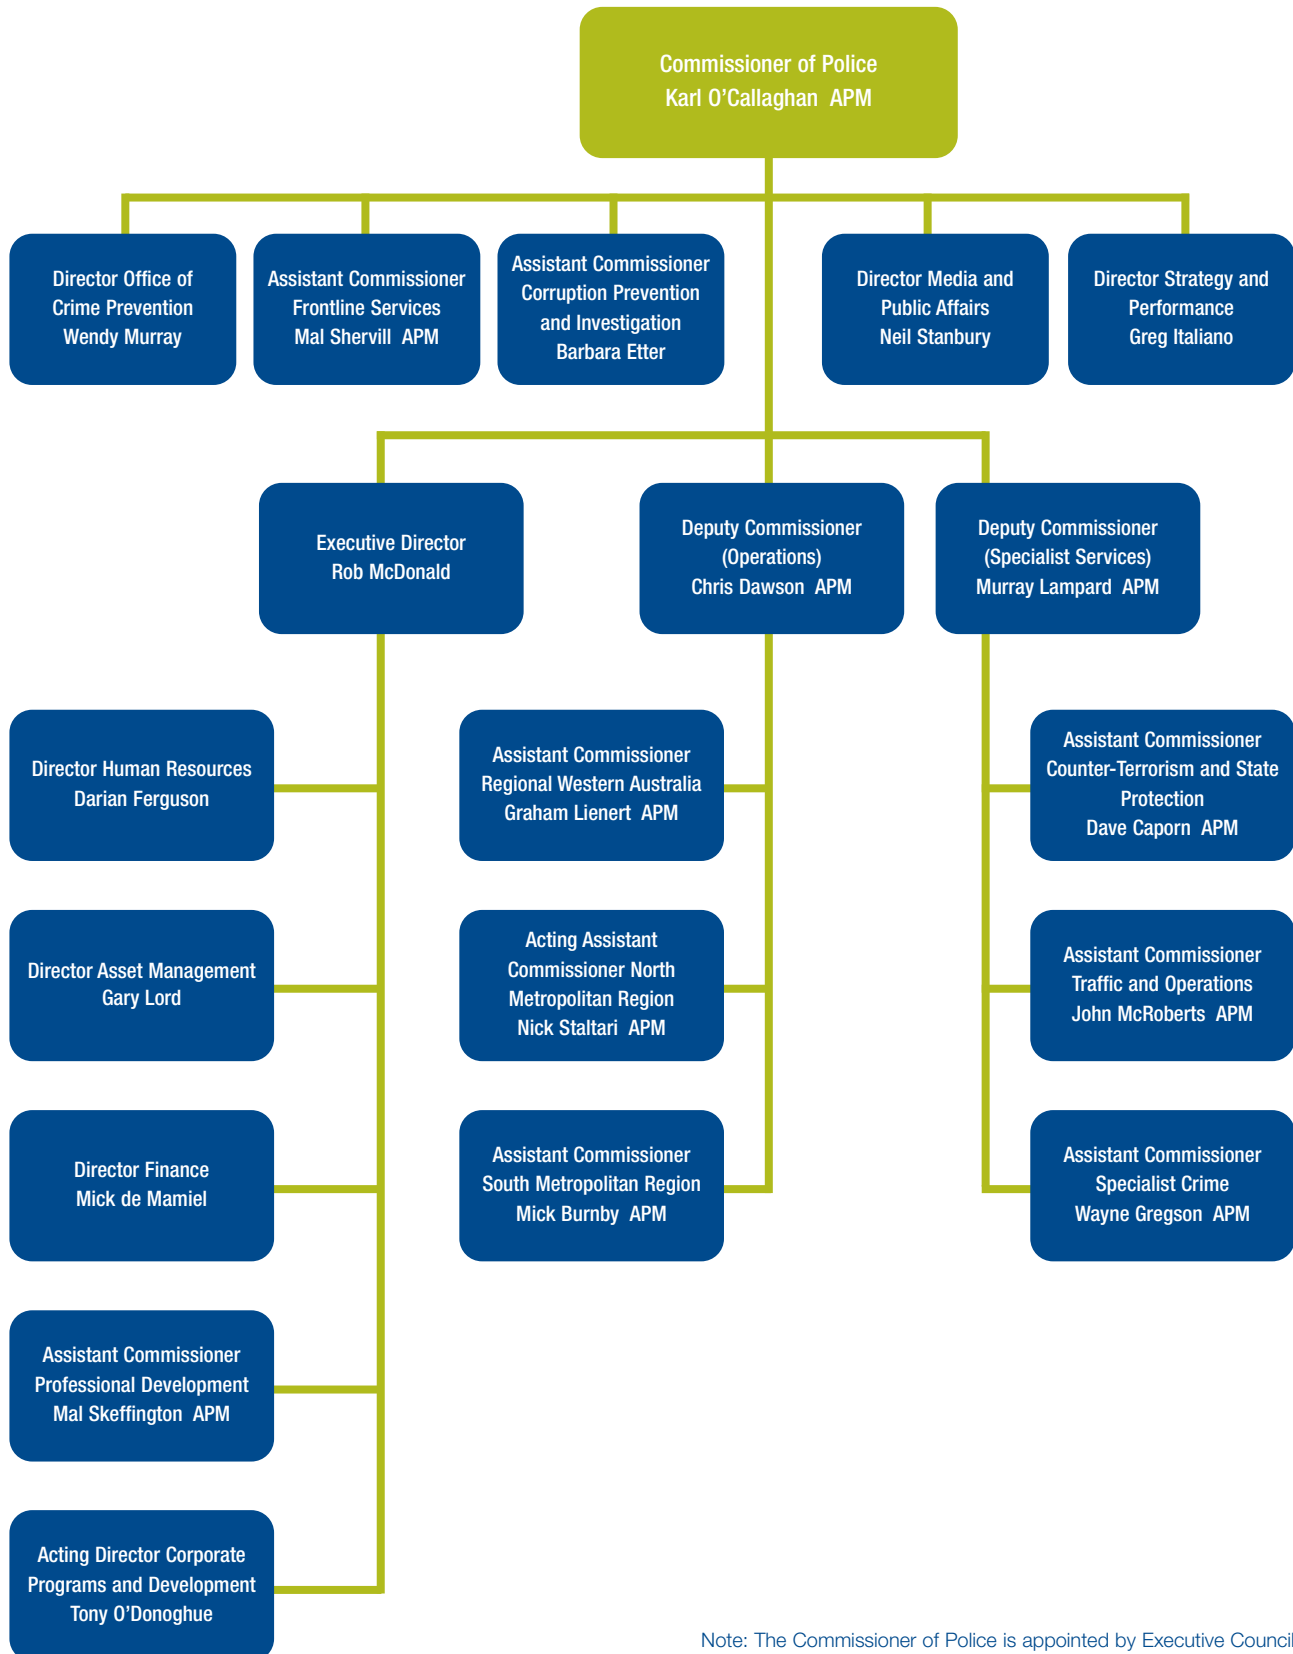 Commissioner of Police
Karl O'Callaghan APM
Director Office of
Crime Prevention
Wendy Murray
Assistant Commissioner
Frontline Services
Mal Shervill APM
Assistant Commissioner
Corruption Prevention
and Investigation
Barbara Etter
Director Media and
Public Affairs
Neil Stanbury
Director Strategy and
Performance
Greg Italiano
Executive Director
Rob McDonald
Deputy Commissioner
(Operations)
Chris Dawson APM
Deputy Commissioner
(Specialist Services)
Murray Lampard APM
Director Human Resources
Darian Ferguson
Director Asset Management
Gary Lord
Director Finance
Mick de Mamiel
Assistant Commissioner
Professional Development
Mal Skeffington APM
Acting Director Corporate
Programs and Development
Tony O'Donoghue
Assistant Commissioner
Regional Western Australia
Graham Lienert APM
Acting Assistant
Commissioner North
Metropolitan Region
Nick Staltari APM
Assistant Commissioner
South Metropolitan Region
Mick Burnby APM
Assistant Commissioner
Counter-Terrorism and State
Protection
Dave Caporn APM
Assistant Commissioner
Traffic and Operations
John McRoberts APM
Assistant Commissioner
Specialist Crime
Wayne Gregson APM
Note: The Commissioner of Police is appointed by Executive Council